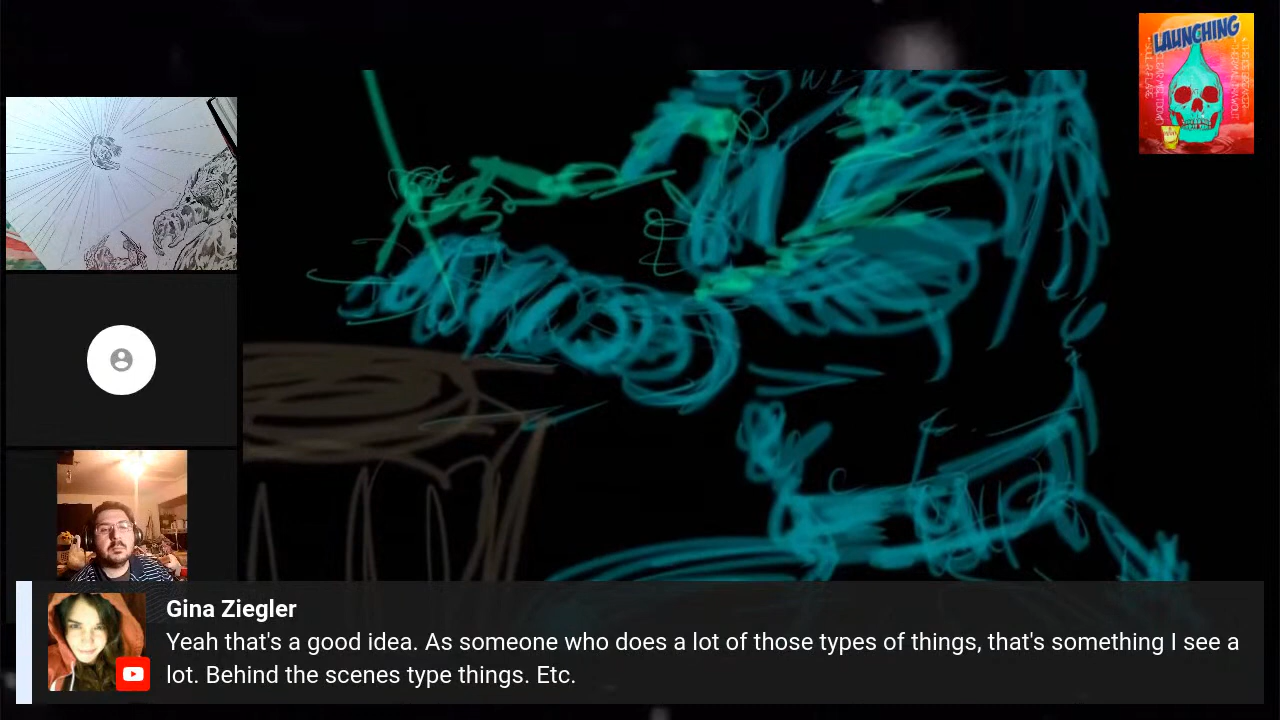 LAUNCHING
Gina Ziegler
Yeah that's a good idea. As someone who does a lot of those types of things, that's something I see a
lot. Behind the scenes type things. Etc.